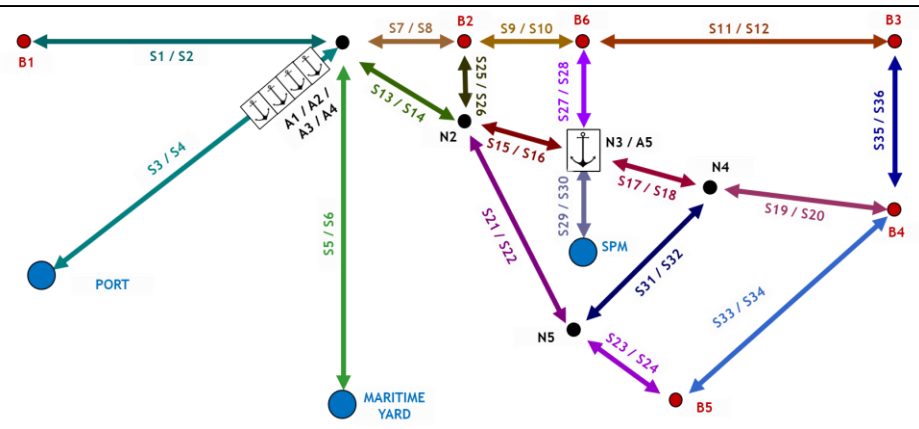 B1
S1 / S2
S7 / S8
B2
S9 / S10
B6
S11 / S12
B3
A1 / A2 /
A3 / A4
S3 / S4
S13 / S14
S25 / S26
S27 / S28
S35 / S36
N2
S15 / S16
N3 / A5
S17 / S18
N4
S19 / S20
B4
S5 / S6
S21 / S22
S29 / S30
SPM
S31 / S32
PORT
S33 / S34
N5
S23 / S24
B5
MARITIME
YARD